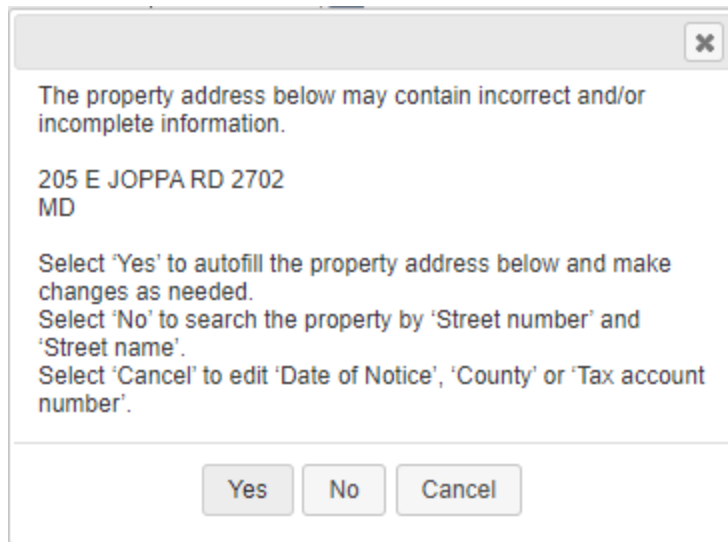 The property address below may contain incorrect and/or
incomplete information.
205 E JOPPA RD 2702
MD
Select ‘Yes’ to autofill the property address below and make
changes as needed.
Select ‘No’ to search the property by ‘Street number’ and
‘Street name’.
Select ‘Cancel’ to edit ‘Date of Notice’, ‘County’ or ‘Tax account
number’.
Yes No Cancel